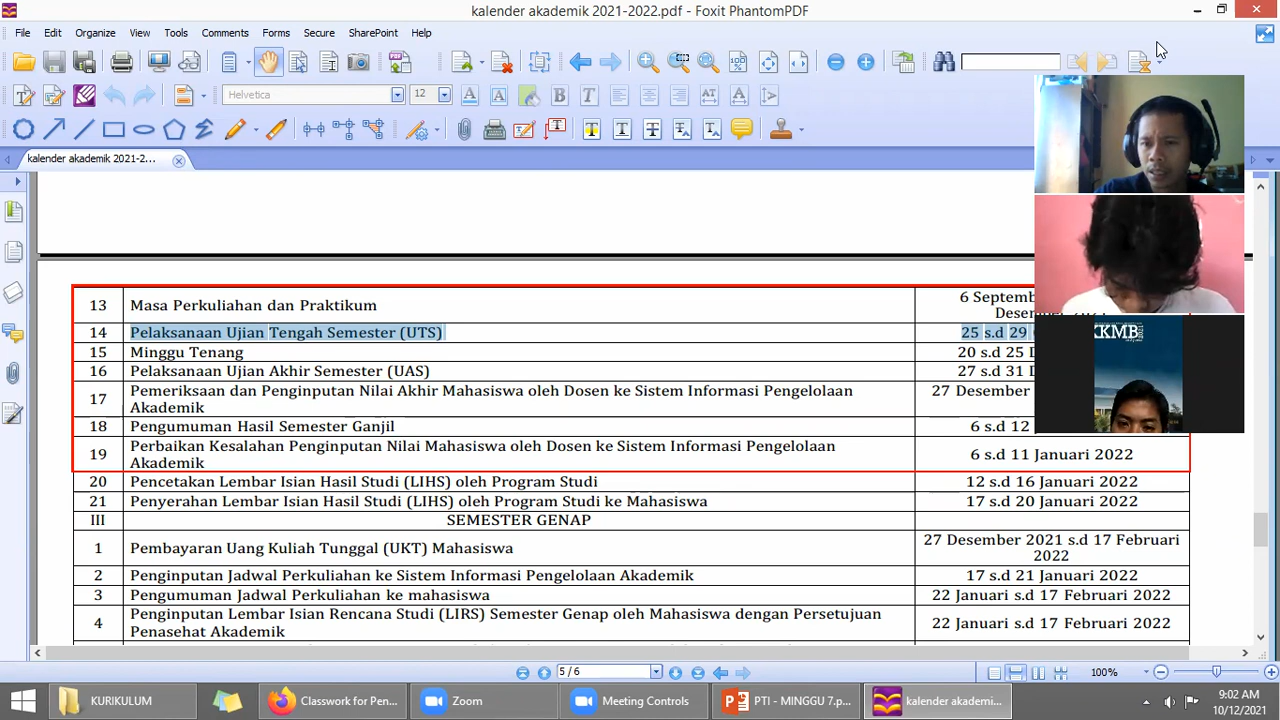 kalender akademik 2021-2022.pdf - Foxit PhantomPDF
File Edit Organize View Tools Comments Forms Secure SharePoint Help
Helvetica 12
kalender akademik 2021-2...
13 Masa Perkuliahan dan Praktikum 6
14 Pelaksanaan Ujian Tengah Semester (UTS) 25 s.d 29
15 Minggu Tenang 20 s.d 25
16 Pelaksanaan Ujian Akhir Semester (UAS) 27 s.d 31
17 Pemeriksaan dan Penginputan Nilai Akhir Mahasiswa oleh Dosen ke Sistem Informasi Pengelolaan 27 Desember
Akademik
18 Pengumuman Hasil Semester Ganjil 6 s.d 12
19 Perbaikan Kesalahan Penginputan Nilai Mahasiswa oleh Dosen ke Sistem Informasi Pengelolaan 6 s.d 11 Januari 2022
Akademik
20 Pencetakan Lembar Isian Hasil Studi (LIHS) oleh Program Studi 12 s.d 16 Januari 2022
21 Penyerahan Lembar Isian Hasil Studi (LIHS) oleh Program Studi ke Mahasiswa 17 s.d 20 Januari 2022
III SEMESTER GENAP
1 Pembayaran Uang Kuliah Tunggal (UKT) Mahasiswa 27 Desember 2021 s.d 17 Februari
2022
2 Penginputan Jadwal Perkuliahan ke Sistem Informasi Pengelolaan Akademik 17 s.d 21 Januari 2022
3 Pengumuman Jadwal Perkuliahan ke mahasiswa 22 Januari s.d 17 Februari 2022
4 Penginputan Lembar Isian Rencana Studi (LIRS) Semester Genap oleh Mahasiswa dengan Persetujuan 22 Januari s.d 17 Februari 2022
Penasehat Akademik
KKMB
5 / 6 100%
KURIKULUM Classwork for Pen... Zoom Meeting Controls PTI - MINGGU 7.p... kalender akademi...
9:02 AM
10/12/2021